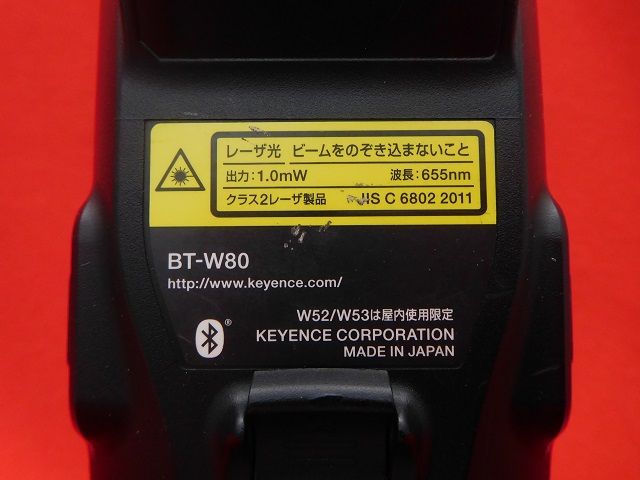 レーザ光 ビームをのぞき込まないこと
出力:1.0mW 波長:655nm
クラス2レーザ製品 JIS C 6802 2011
BT-W80
http://www.keyence.com/
W52/W53は屋内使用限定
®
KEYENCE CORPORATION
MADE IN JAPAN